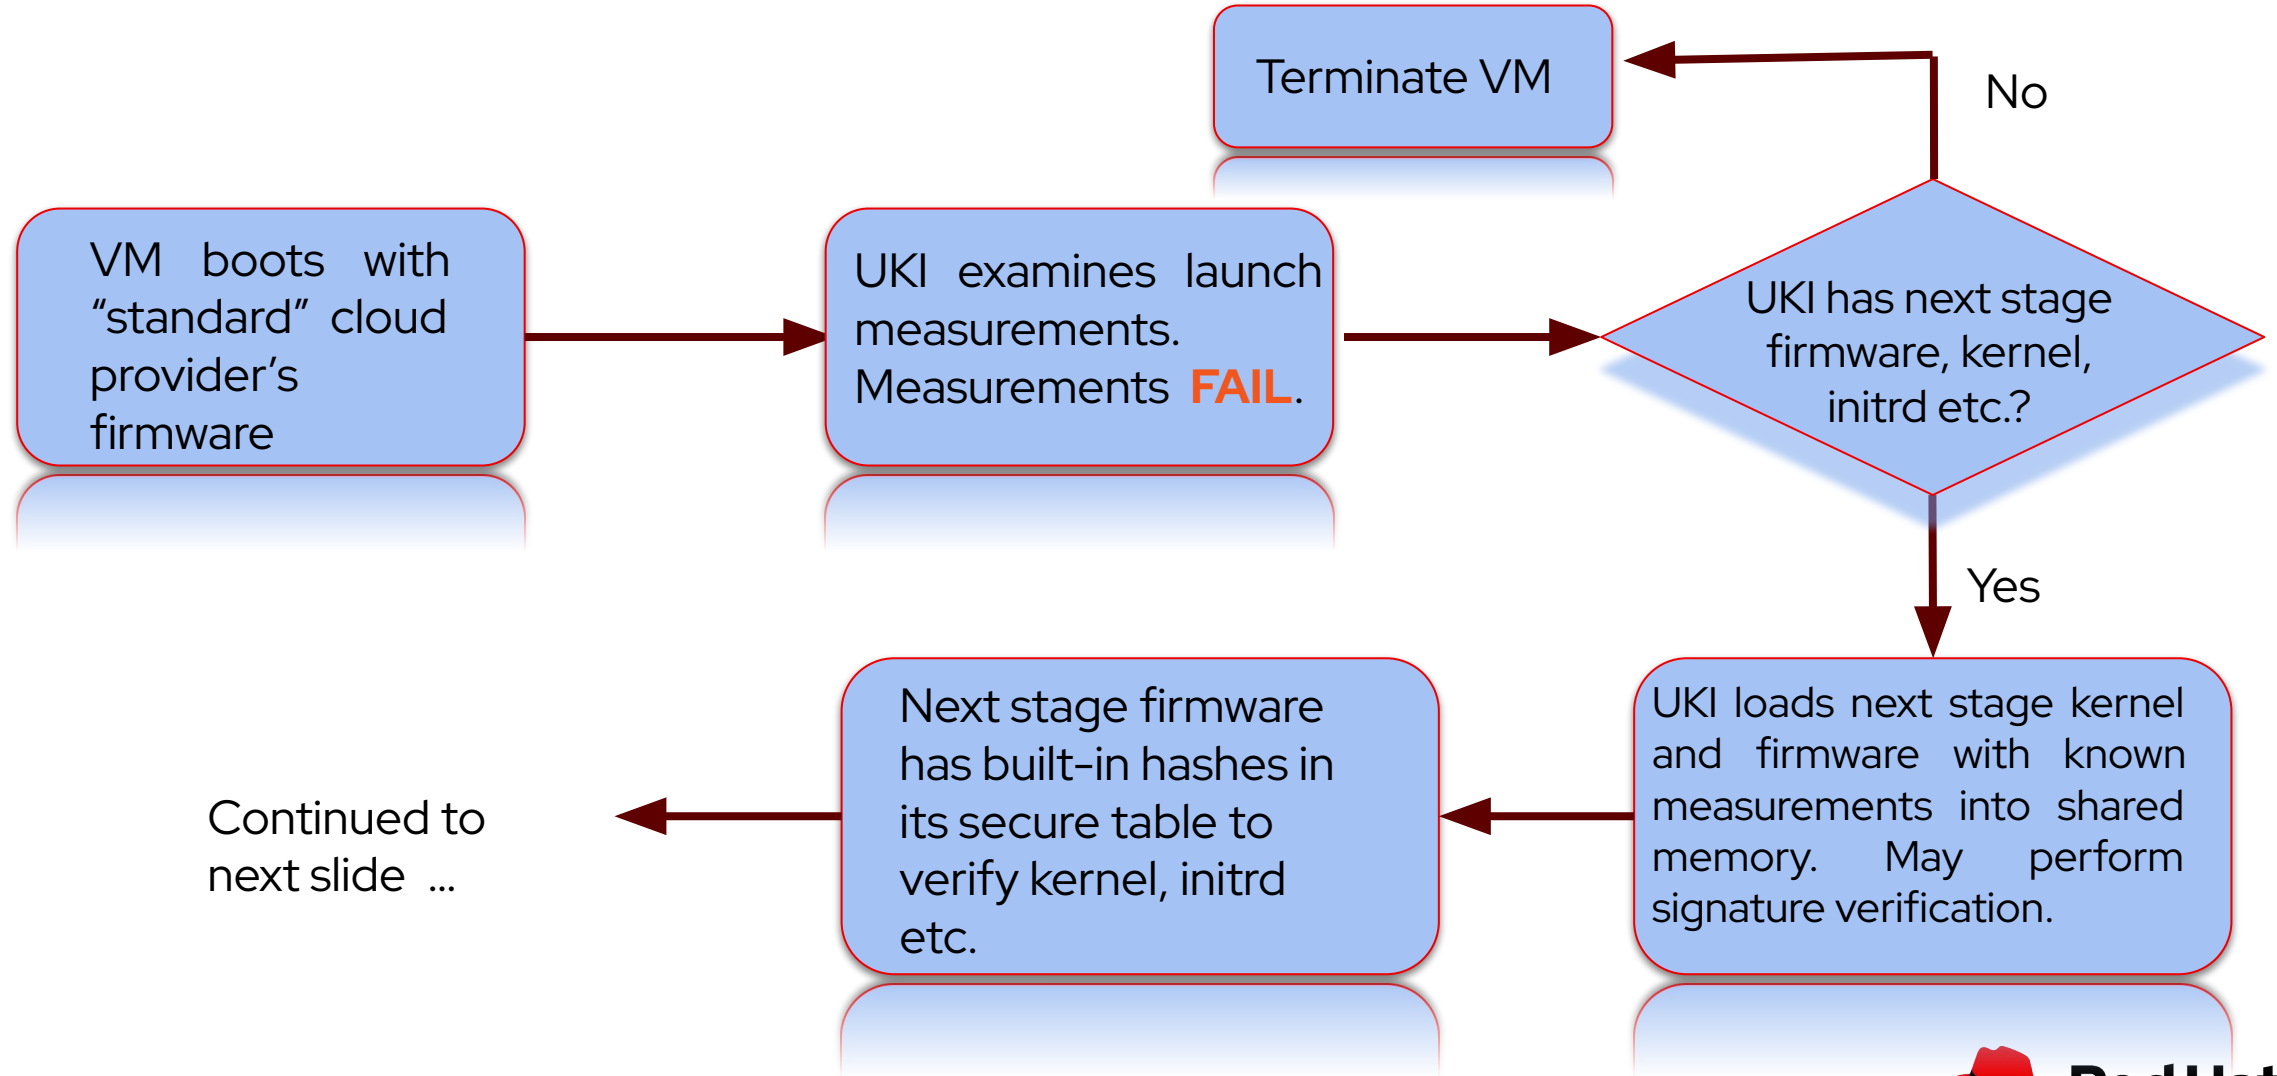 Terminate VM
No
VM boots with
“standard” cloud
provider’s
firmware
UKI examines launch
measurements.
Measurements FAIL.
UKI has next stage
firmware, kernel,
initrd etc.?
Yes
UKI loads next stage kernel
and firmware with known
measurements into shared
memory. May perform
signature verification.
Next stage firmware
has built-in hashes in
its secure table to
verify kernel, initrd
etc.
Continued to
next slide ...
Red Hat